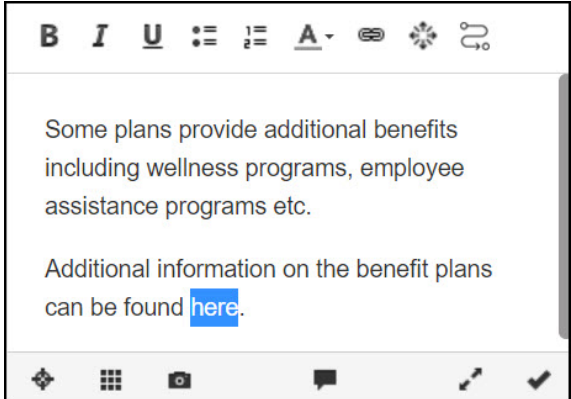 B I U A
Some plans provide additional benefits
including wellness programs, employee
assistance programs etc.
Additional information on the benefit plans
can be found here.